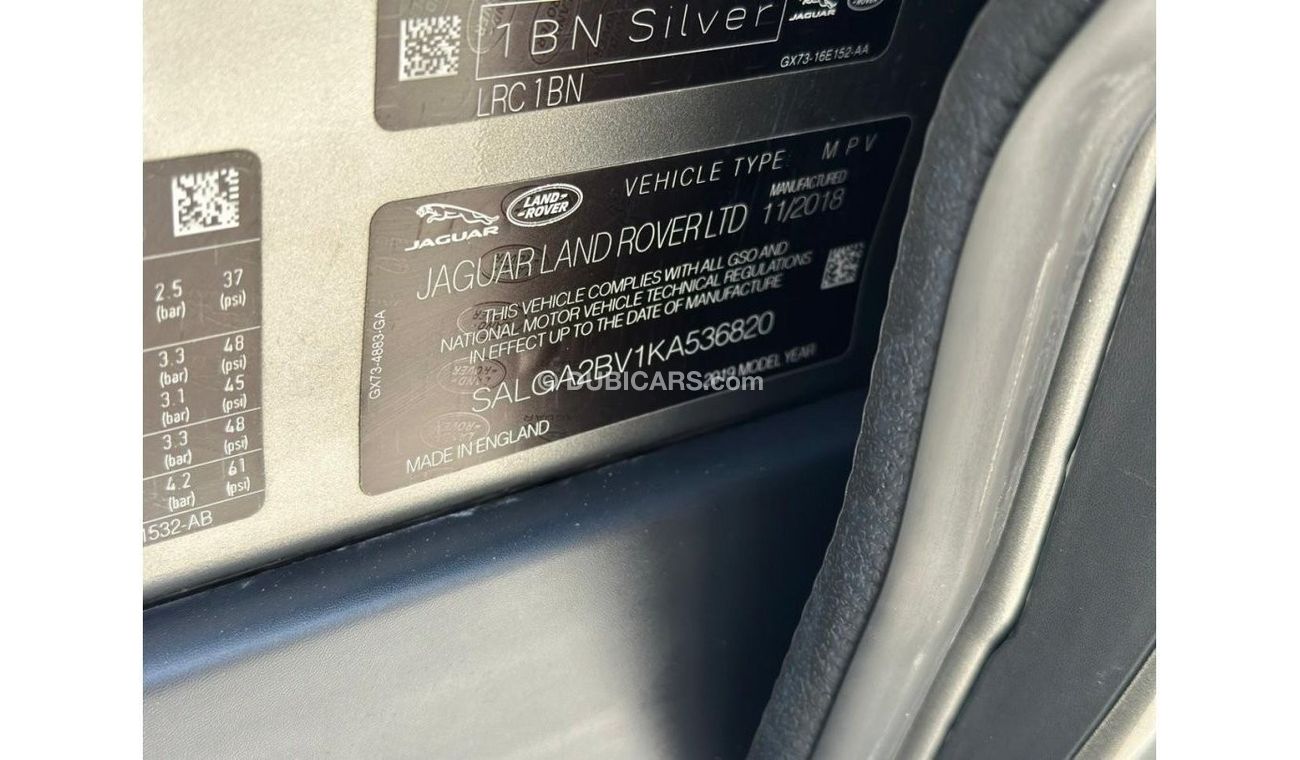 1BN Silver
JAGUAR
ROVER
GX73-16E152-AA
LRC1BN
VEHICLE TYPE MPV
JAGUAR
LAND-
-ROVER
MANUFACTURED
JAGUAR LAND ROVER LTD 11/2018
THIS VEHICLE COMPLIES WITH ALL GSO AND
NATIONAL MOTOR VEHICLE TECHNICAL REGULATIONS
IN EFFECT UP TO THE DATE OF MANUFACTURE
SALGA2BV1KA536820
2019 MODEL YEAR
MADE IN ENGLAND
GX73-4883-GA
© DUBICARS.com
2.5 37
(bar) (psi)
3.3 48
(bar) (psi)
3.1 45
(bar) (psi)
3.3 48
(bar) (psi)
4.2 61
(bar) (psi)
1532-AB